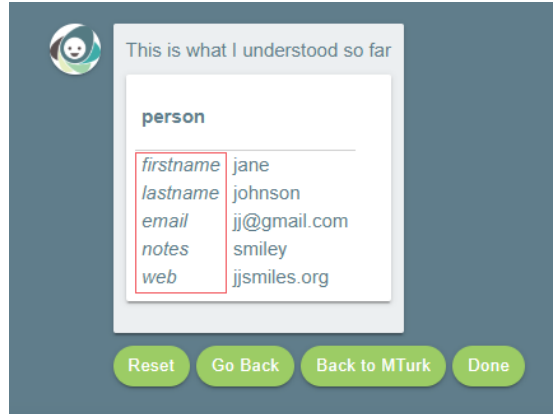 This is what I understood so far
person
firstname jane
lastname johnson
email jj@gmail.com
notes smiley
web jjsmiles.org
Reset Go Back Back to MTurk Done